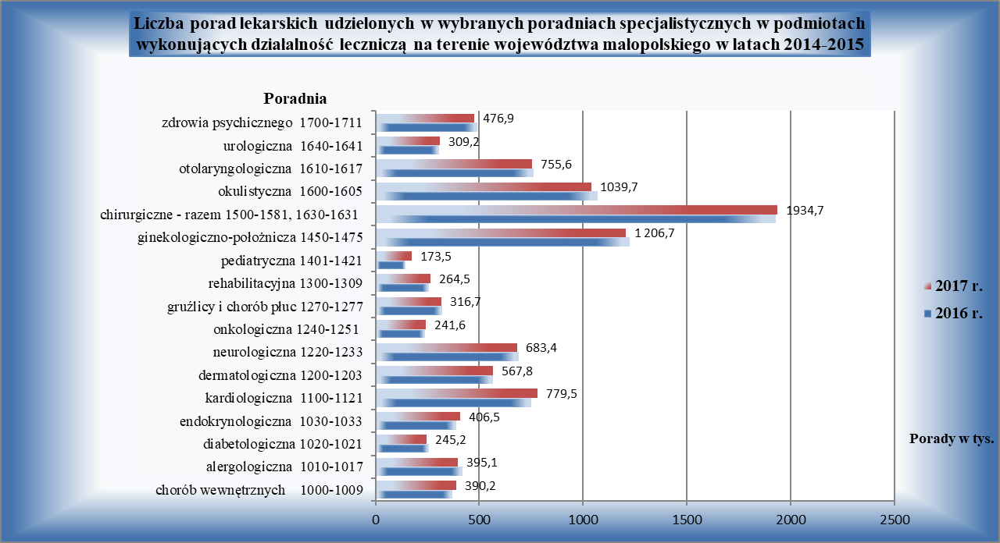 Liczba porad lekarskich udzielonych w wybranych poradniach specjalistycznych w podmiotach
wykonujących działalność leczniczą na terenie województwa małopolskiego w latach 2014-2015
Poradnia
zdrowia psychicznego 1700-1711 476,9
urologiczna 1640-1641 309,2
otolaryngologiczna 1610-1617 755,6
okulistyczna 1600-1605 1039,7
chirurgiczne - razem 1500-1581, 1630-1631 1934,7
ginekologiczno-położnicza 1450-1475 1 206,7
pediatryczna 1401-1421 173,5
rehabilitacyjna 1300-1309 264,5
gruźlicy i chorób płuc 1270-1277 316,7
onkologiczna 1240-1251 241,6
neurologiczna 1220-1233 683,4
dermatologiczna 1200-1203 567,8
kardiologiczna 1100-1121 779,5
endokrynologiczna 1030-1033 406,5
diabetologiczna 1020-1021 245,2
alergologiczna 1010-1017 395,1
chorób wewnętrznych 1000-1009 390,2
0 500 1000 1500 2000 2500
2017 r.
2016 r.
Porady w tys.